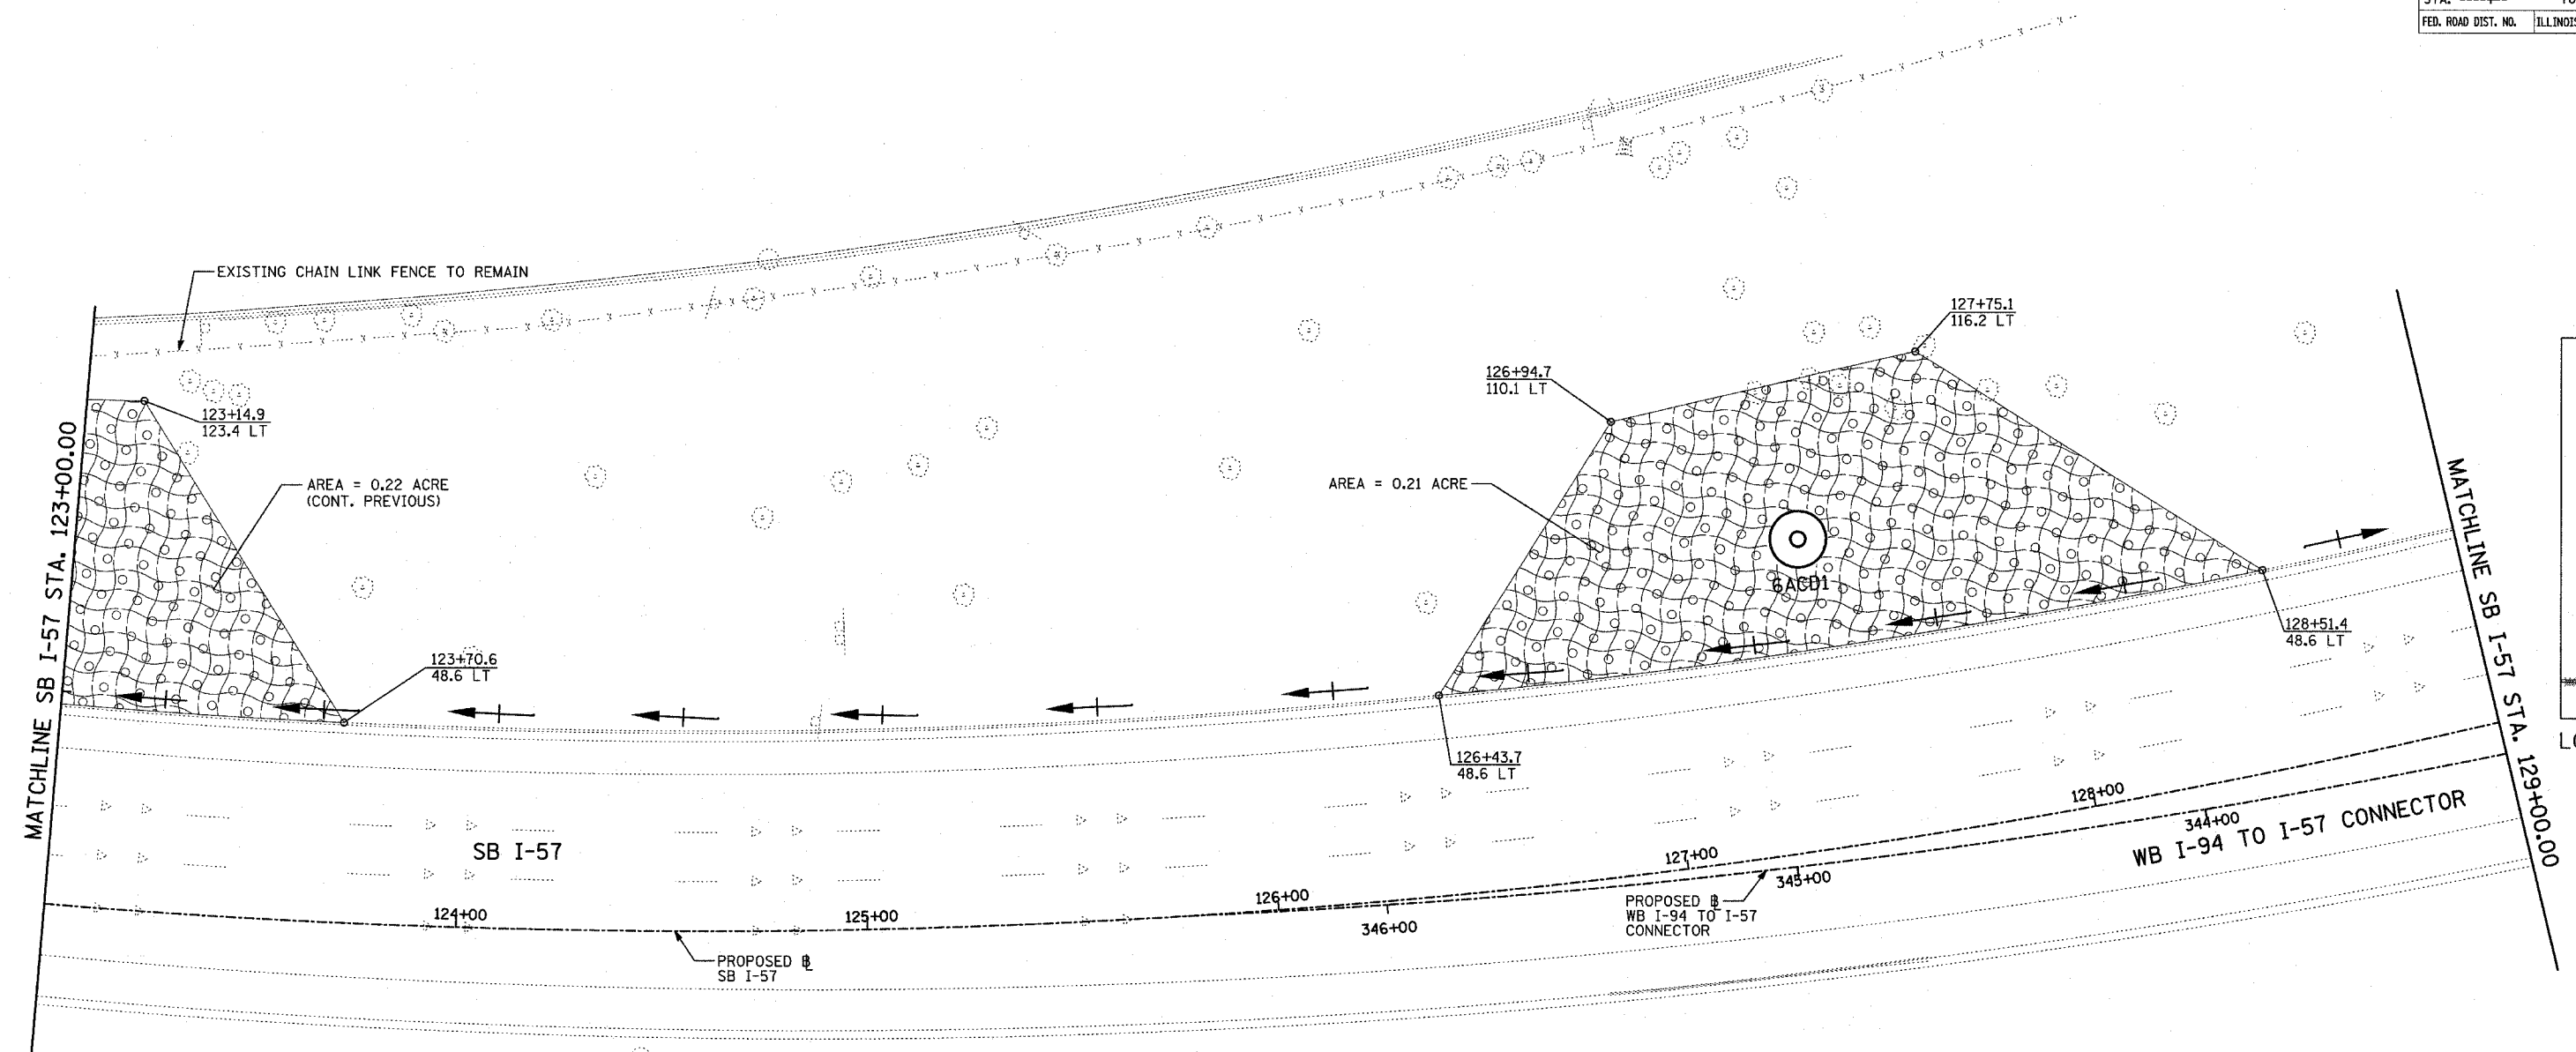 FED. ROAD DIST. NO.
EXISTING CHAIN LINK FENCE TO REMAIN
127+75.1
116.2 LT
126+94.7
110.1 LT
123+14.9
123.4 LT
AREA = 0.22 ACRE
(CONT. PREVIOUS)
AREA = 0.21 ACRE
6ACD1
MATCHLINE SB I-57 STA. 123+00.00
MATCHLINE SB I-57 STA. 129+00.00
123+70.6
48.6 LT
128+51.4
48.6 LT
126+43.7
48.6 LT
SB I-57
128+00
344+00
WB I-94 TO I-57 CONNECTOR
127+00
345+00
126+00
346+00
124+00
125+00
PROPOSED ⅊
WB I-94 TO I-57
CONNECTOR
PROPOSED ⅊
SB I-57